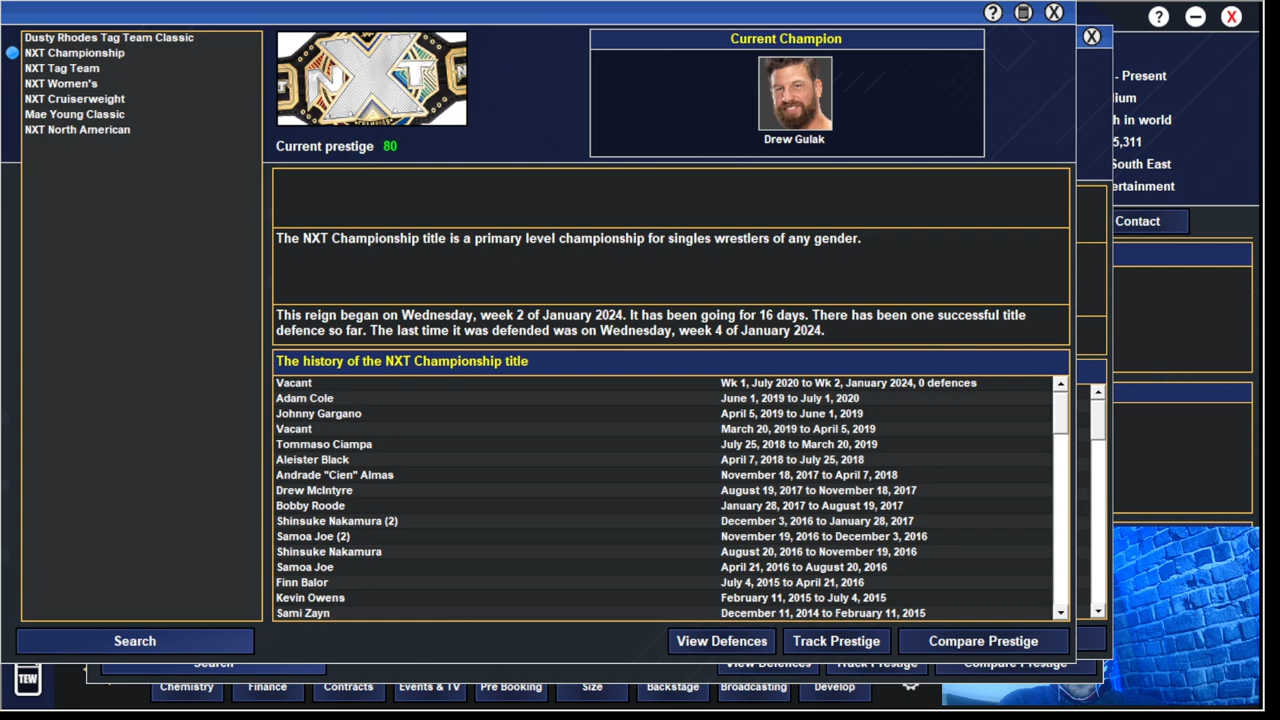 Dusty Rhodes Tag Team Classic
NXT Championship
NXT Tag Team
NXT Women's
NXT Cruiserweight
Mae Young Classic
NXT North American
NXT
Current prestige 80
Current Champion
Drew Gulak
- Present
h in world
5,311
South East
Contact
The NXT Championship title is a primary level championship for singles wrestlers of any gender.
This reign began on Wednesday, week 2 of January 2024. It has been going for 16 days. There has been one successful title
defence so far. The last time it was defended was on Wednesday, week 4 of January 2024.
The history of the NXT Championship title
Vacant Wk 1, July 2020 to Wk 2, January 2024, 0 defences
Adam Cole June 1, 2019 to July 1, 2020
Johnny Gargano April 5, 2019 to June 1, 2019
Vacant March 20, 2019 to April 5, 2019
Tommaso Ciampa July 25, 2018 to March 20, 2019
Aleister Black April 7, 2018 to July 25, 2018
Andrade "Cien" Almas November 18, 2017 to April 7, 2018
Drew McIntyre August 19, 2017 to November 18, 2017
Bobby Roode January 28, 2017 to August 19, 2017
Shinsuke Nakamura (2) December 3, 2016 to January 28, 2017
Samoa Joe (2) November 19, 2016 to December 3, 2016
Shinsuke Nakamura August 20, 2016 to November 19, 2016
Samoa Joe April 21, 2016 to August 20, 2016
Finn Balor July 4, 2015 to April 21, 2016
Kevin Owens February 11, 2015 to July 4, 2015
Sami Zayn December 11, 2014 to February 11, 2015
Search View Defences Track Prestige Compare Prestige
Search View Defences Track Prestige Compare Prestige
TEW
Chemistry Finance Contracts Events & TV Pre Booking Size Backstage Broadcasting Develop